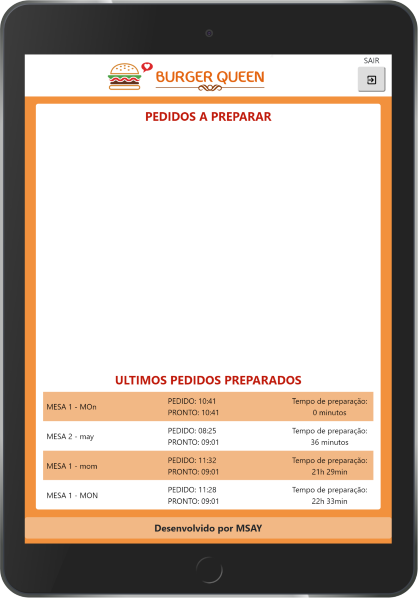 SAIR
BURGER QUEEN
PEDIDOS A PREPARAR
ULTIMOS PEDIDOS PREPARADOS
MESA 1 - MOn
PEDIDO: 10:41
PRONTO: 10:41
Tempo de preparação:
0 minutos
MESA 2 - may
PEDIDO: 08:25
PRONTO: 09:01
Tempo de preparação:
36 minutos
MESA 1 - mom
PEDIDO: 11:32
PRONTO: 09:01
Tempo de preparação:
21h 29min
MESA 1 - MON
PEDIDO: 11:28
PRONTO: 09:01
Tempo de preparação:
22h 33min
Desenvolvido por MSAY